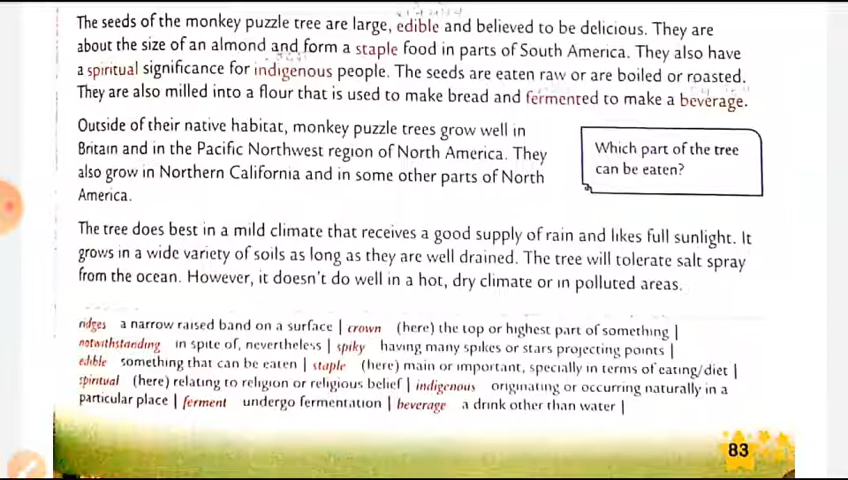 The seeds of the monkey puzzle tree are large, edible and believed to be delicious. They are
about the size of an almond and form a staple food in parts of South America. They also have
a spiritual significance for indigenous people. The seeds are eaten raw or are boiled or roasted.
They are also milled into a flour that is used to make bread and fermented to make a beverage.
Outside of their native habitat, monkey puzzle trees grow well in
Britain and in the Pacific Northwest region of North America. They
also grow in Northern California and in some other parts of North
America.
Which part of the tree
can be eaten?
The tree does best in a mild climate that receives a good supply of rain and likes full sunlight. It
grows in a wide variety of soils as long as they are well drained. The tree will tolerate salt spray
from the ocean. However, it doesn't do well in a hot, dry climate or in polluted areas.
ridges a narrow raised band on a surface | crown (here) the top or highest part of something |
notwithstanding in spite of, nevertheless | spiky having many spikes or stars projecting points |
edible something that can be eaten | staple (here) main or important, specially in terms of eating/diet |
spiritual (here) relating to religion or religious belief | indigenous originating or occurring naturally in a
particular place | ferment undergo fermentation | beverage a drink other than water |
83